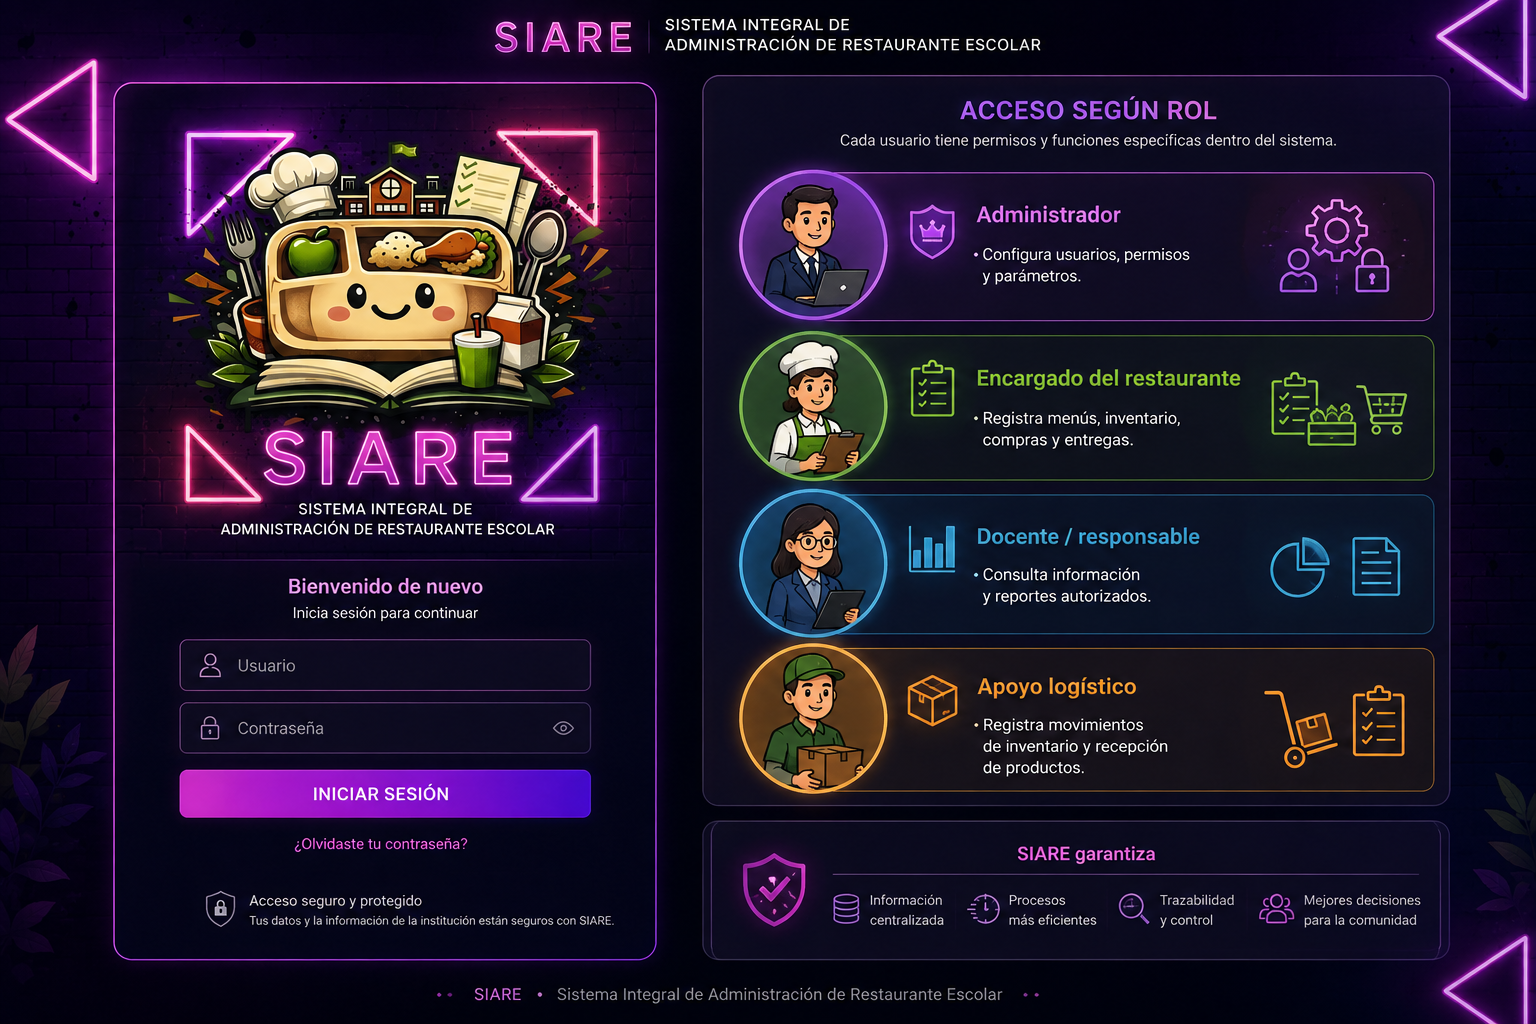 SIARE
SISTEMA INTEGRAL DE
ADMINISTRACIÓN DE RESTAURANTE ESCOLAR
SIARE
SISTEMA INTEGRAL DE
ADMINISTRACIÓN DE RESTAURANTE ESCOLAR
Bienvenido de nuevo
Inicia sesión para continuar
Usuario
Contraseña
INICIAR SESIÓN
¿Olvidaste tu contraseña?
Acceso seguro y protegido
Tus datos y la información de la institución están seguros con SIARE.
ACCESO SEGÚN ROL
Cada usuario tiene permisos y funciones específicas dentro del sistema.
Administrador
• Configura usuarios, permisos
y parámetros.
Encargado del restaurante
• Registra menús, inventario,
compras y entregas.
Docente / responsable
• Consulta información
y reportes autorizados.
Apoyo logístico
• Registra movimientos
de inventario y recepción
de productos.
SIARE garantiza
Información
centralizada
Procesos
más eficientes
Trazabilidad
y control
Mejores decisiones
para la comunidad
SIARE • Sistema Integral de Administración de Restaurante Escolar